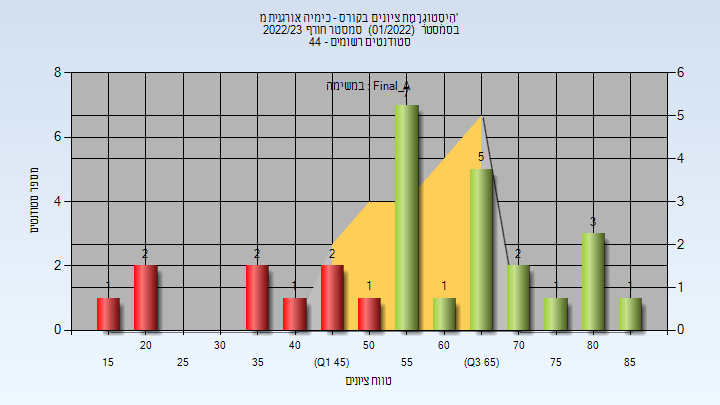 'היסטוגרמת ציונים בקורס - כימיה אורגנית מ
בסמסטר (01/2022) סמסטר חורף 2022/23
סטודנטים רשומים - 44
במשימה : Final_A
8 6 4 2 0
6 5 4 3 2 1 0
מספר סטודנטים
1 2 2 1 2 1 7 1 5 2 1 3 1
20 30 40 50 60 70 80
15 25 35 (Q1 45) 55 (Q3 65) 75 85
טווח ציונים